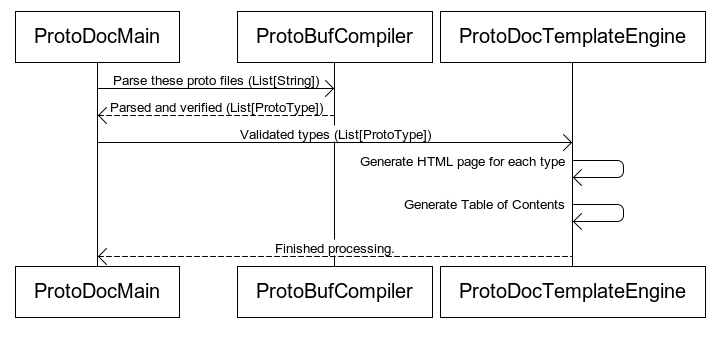 ProtoDocMain
ProtoBufCompiler
ProtoDocTemplateEngine
Parse these proto files (List[String])
Parsed and verified (List[ProtoType])
Validated types (List[ProtoType])
Generate HTML page for each type
Generate Table of Contents
Finished processing.
ProtoDocMain
ProtoBufCompiler
ProtoDocTemplateEngine